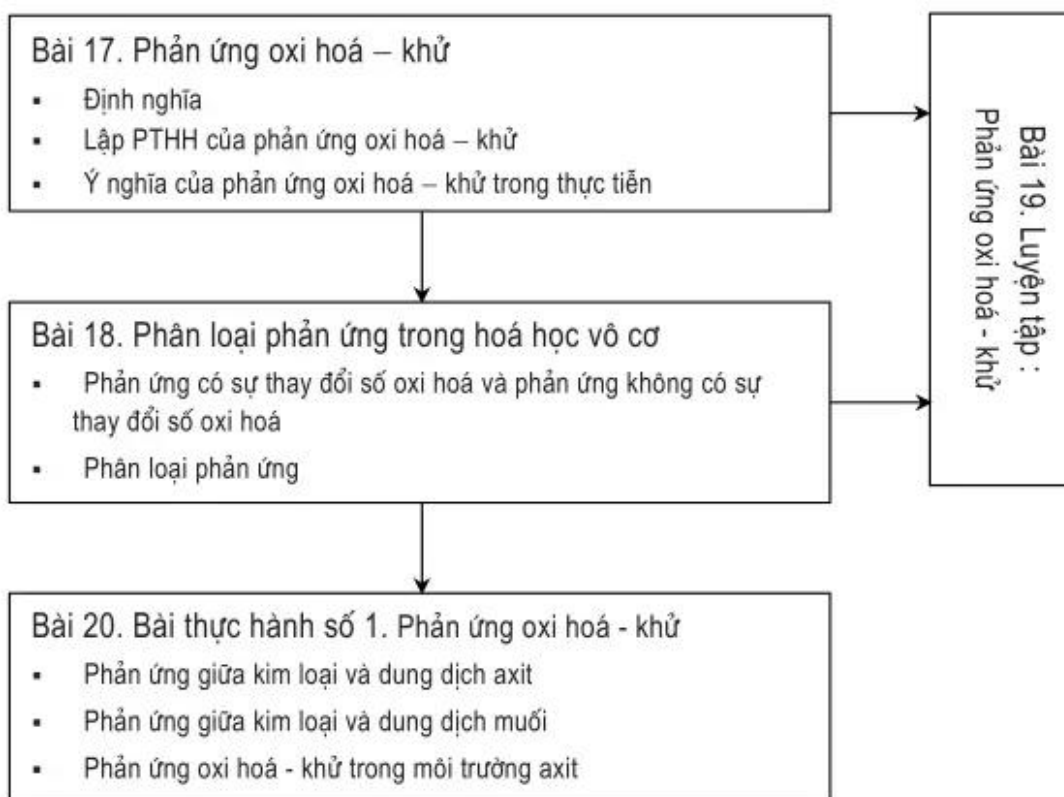 Bài 17. Phản ứng oxi hoá – khử
▪ Định nghĩa
▪ Lập PTHH của phản ứng oxi hoá – khử
▪ Ý nghĩa của phản ứng oxi hoá – khử trong thực tiễn
Bài 18. Phân loại phản ứng trong hoá học vô cơ
▪ Phản ứng có sự thay đổi số oxi hoá và phản ứng không có sự
thay đổi số oxi hoá
▪ Phân loại phản ứng
Bài 19. Luyện tập :
Phản ứng oxi hoá - khử
Bài 20. Bài thực hành số 1. Phản ứng oxi hoá - khử
▪ Phản ứng giữa kim loại và dung dịch axit
▪ Phản ứng giữa kim loại và dung dịch muối
▪ Phản ứng oxi hoá - khử trong môi trường axit